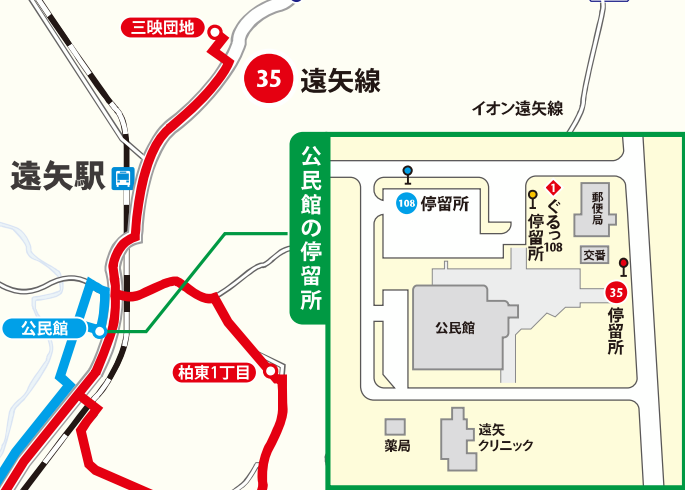 三映団地
35 遠矢線
イオン遠矢線
遠矢駅
公民館の停留所
108 停留所
1 ぐるっ108
停留所
郵便局
交番
35
停留所
公民館
公民館
柏東1丁目
薬局
遠矢
クリニック